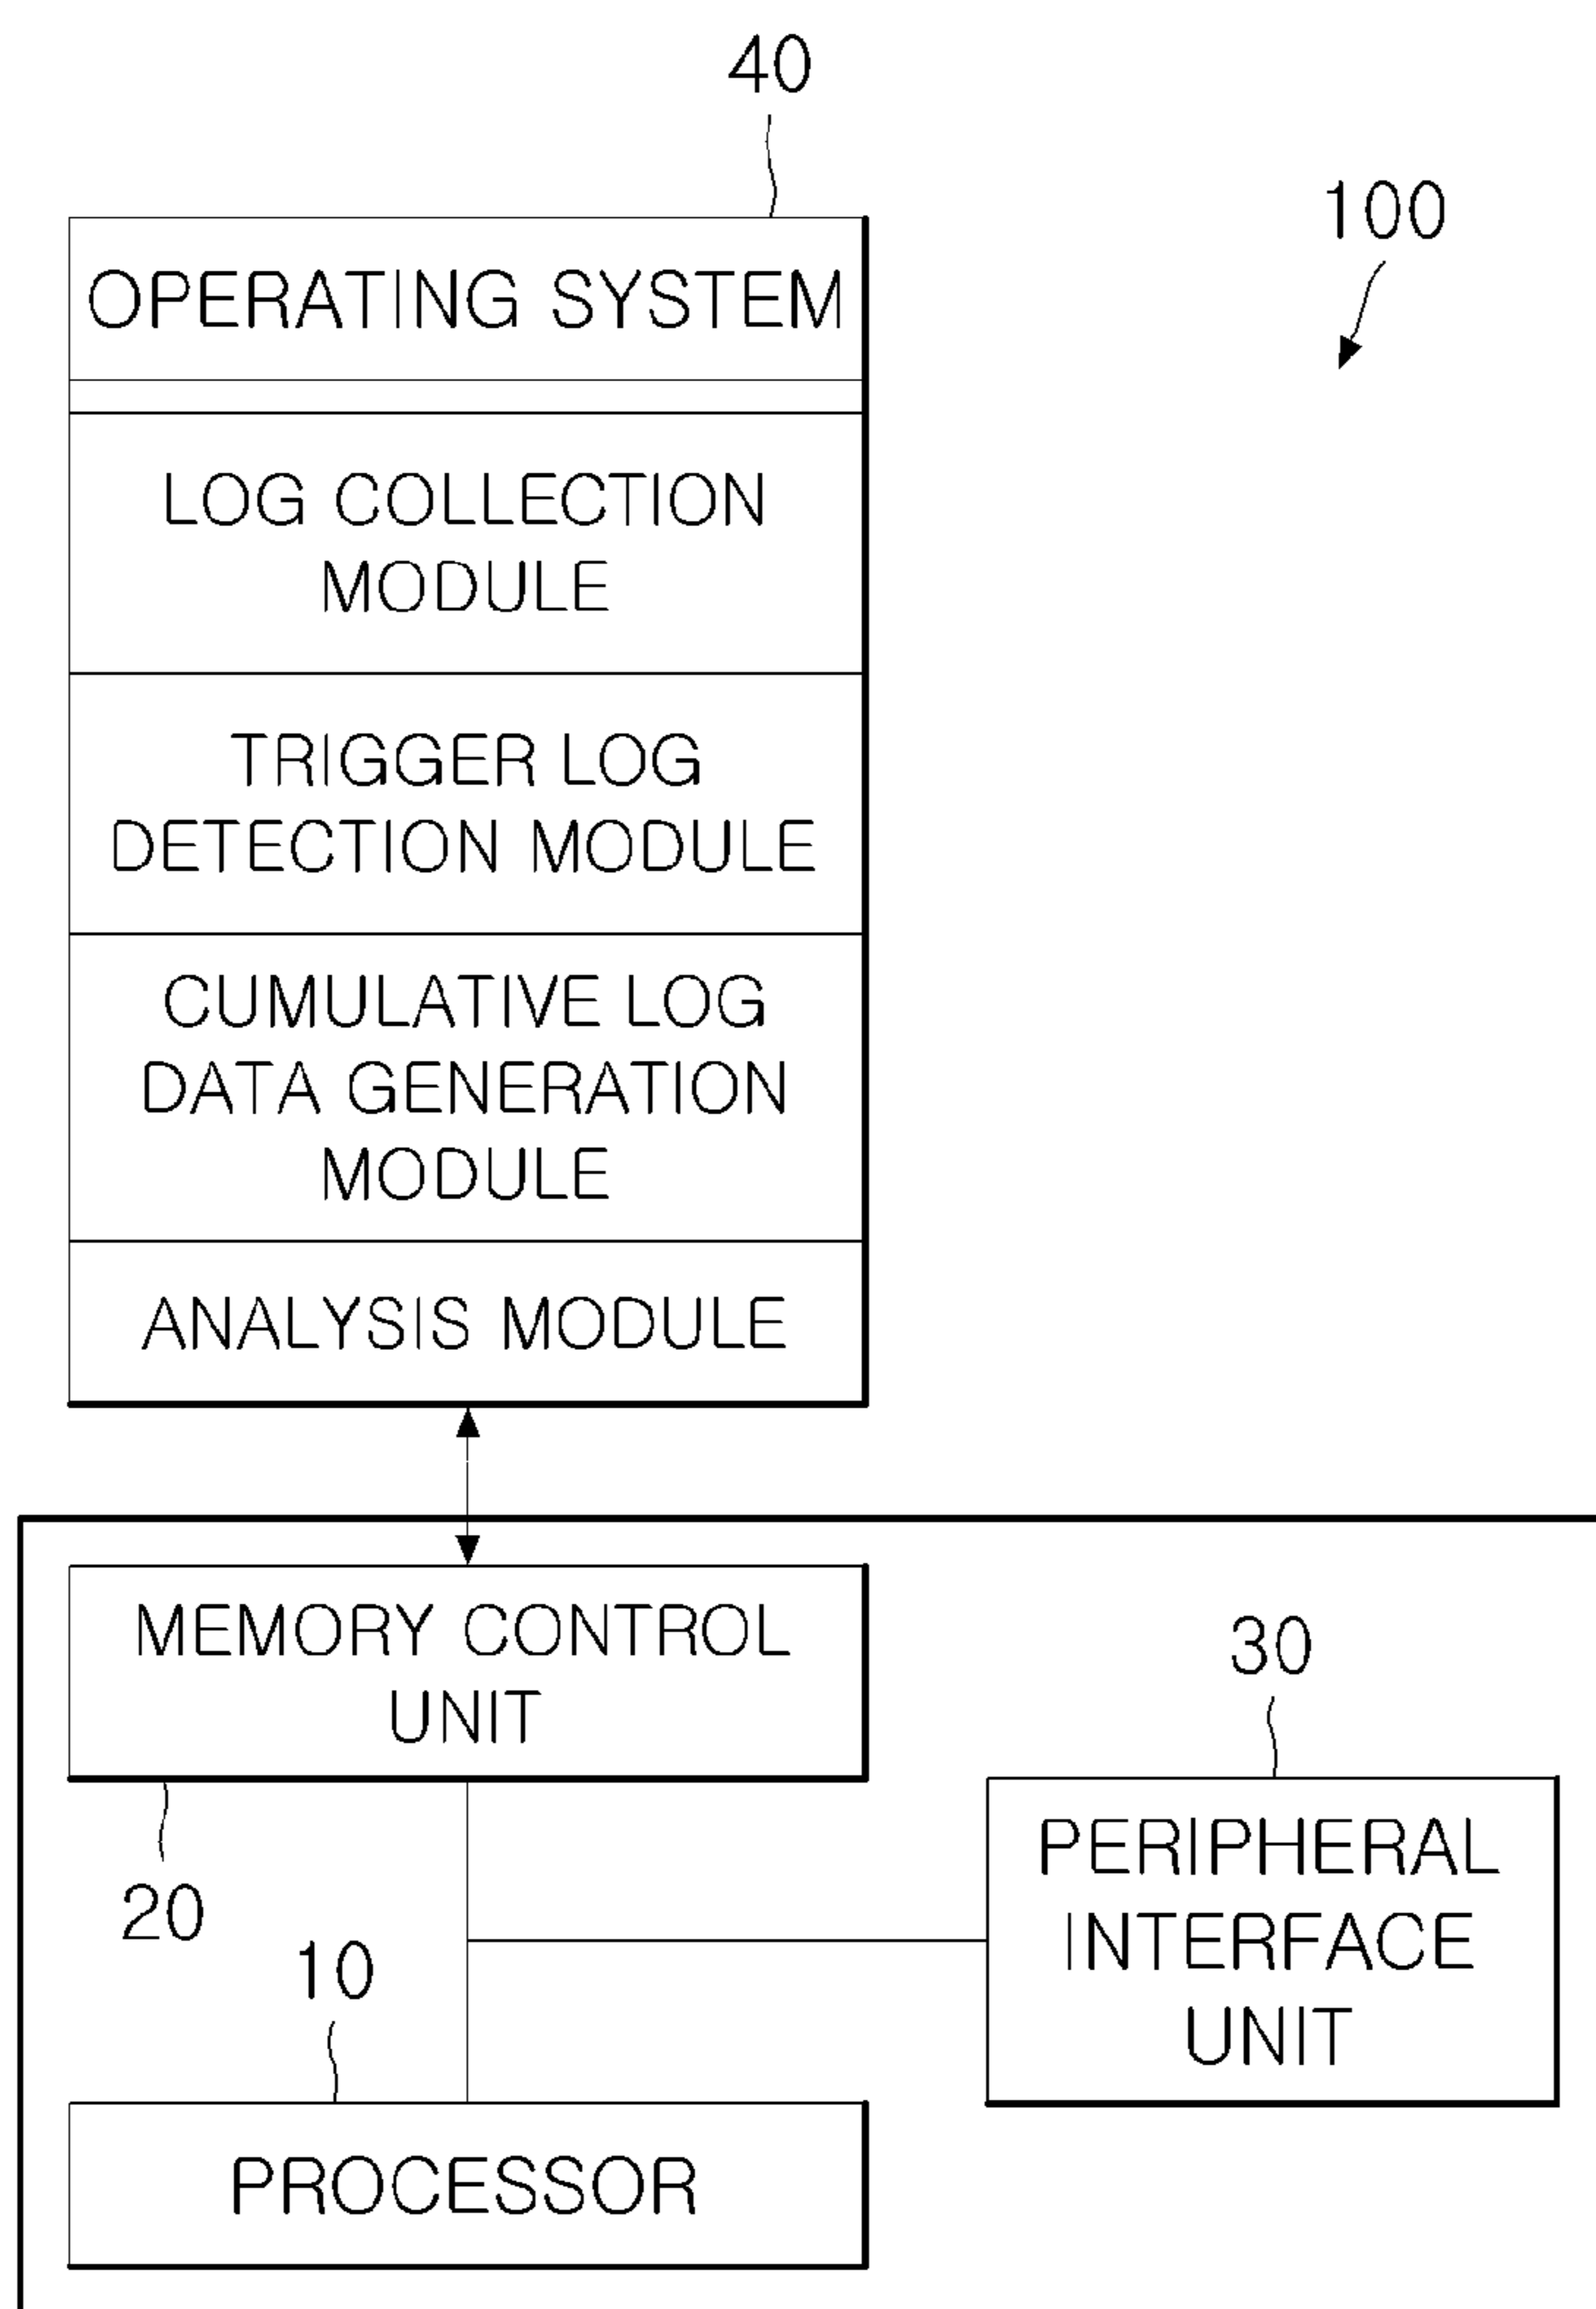 40
100
OPERATING SYSTEM
LOG COLLECTION
MODULE
TRIGGER LOG
DETECTION MODULE
CUMULATIVE LOG
DATA GENERATION
MODULE
ANALYSIS MODULE
MEMORY CONTROL
UNIT
30
PERIPHERAL
INTERFACE
UNIT
20
10
PROCESSOR